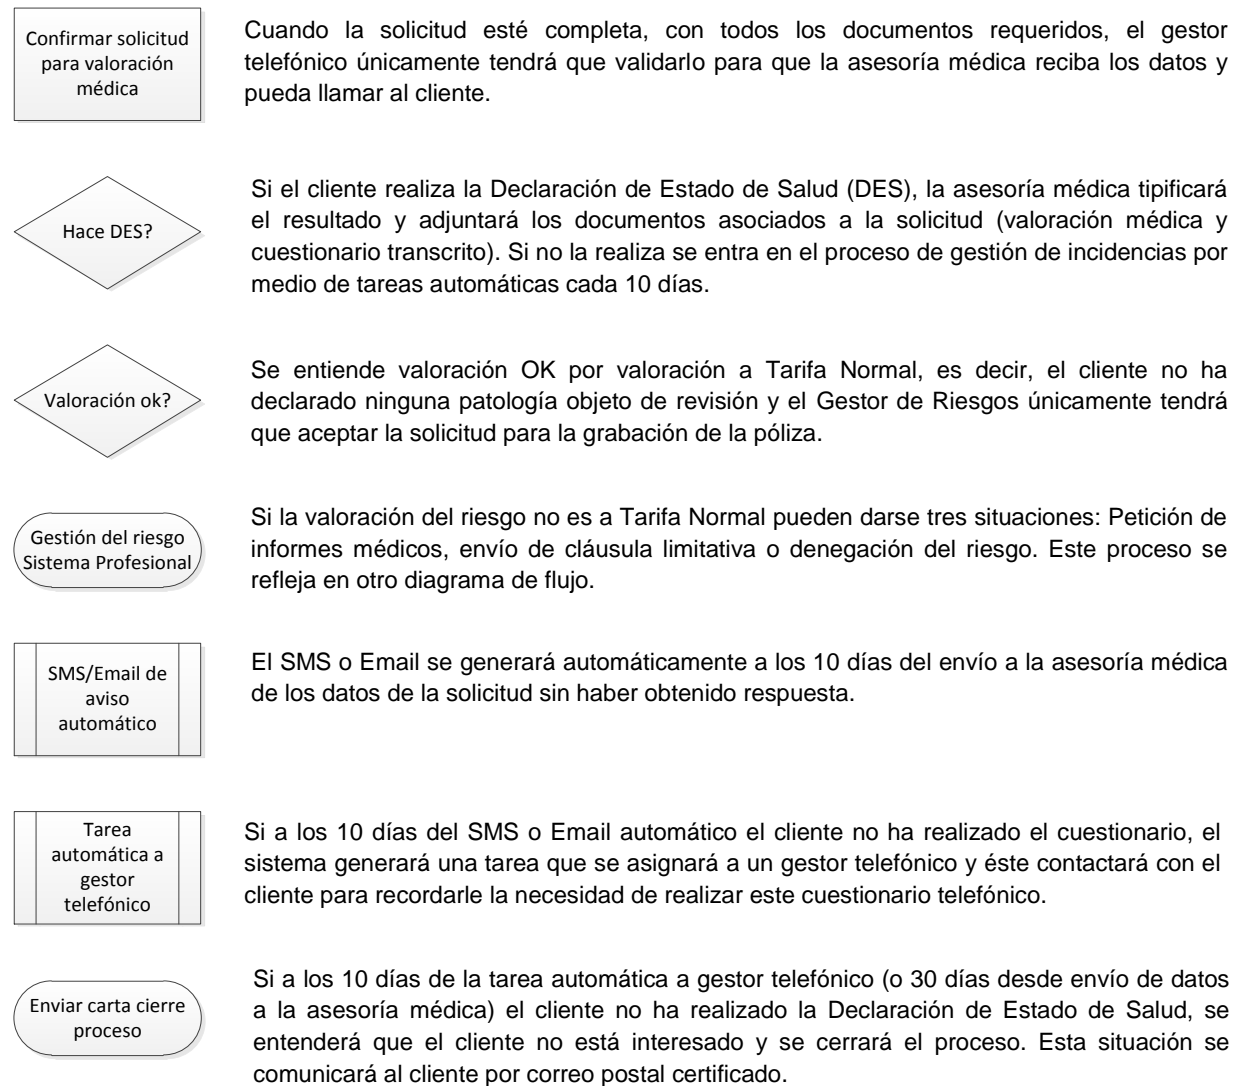 Confirmar solicitud
para valoración
médica
Cuando la solicitud esté completa, con todos los documentos requeridos, el gestor
telefónico únicamente tendrá que validarlo para que la asesoría médica reciba los datos y
pueda llamar al cliente.
Hace DES?
Si el cliente realiza la Declaración de Estado de Salud (DES), la asesoría médica tipificará
el resultado y adjuntará los documentos asociados a la solicitud (valoración médica y
cuestionario transcrito). Si no la realiza se entra en el proceso de gestión de incidencias por
medio de tareas automáticas cada 10 días.
Valoración ok?
Se entiende valoración OK por valoración a Tarifa Normal, es decir, el cliente no ha
declarado ninguna patología objeto de revisión y el Gestor de Riesgos únicamente tendrá
que aceptar la solicitud para la grabación de la póliza.
Gestión del riesgo
Sistema Profesional
Si la valoración del riesgo no es a Tarifa Normal pueden darse tres situaciones: Petición de
informes médicos, envío de cláusula limitativa o denegación del riesgo. Este proceso se
refleja en otro diagrama de flujo.
SMS/Email de
aviso
automático
El SMS o Email se generará automáticamente a los 10 días del envío a la asesoría médica
de los datos de la solicitud sin haber obtenido respuesta.
Tarea
automática a
gestor
telefónico
Si a los 10 días del SMS o Email automático el cliente no ha realizado el cuestionario, el
sistema generará una tarea que se asignará a un gestor telefónico y éste contactará con el
cliente para recordarle la necesidad de realizar este cuestionario telefónico.
Enviar carta cierre
proceso
Si a los 10 días de la tarea automática a gestor telefónico (o 30 días desde envío de datos
a la asesoría médica) el cliente no ha realizado la Declaración de Estado de Salud, se
entenderá que el cliente no está interesado y se cerrará el proceso. Esta situación se
comunicará al cliente por correo postal certificado.